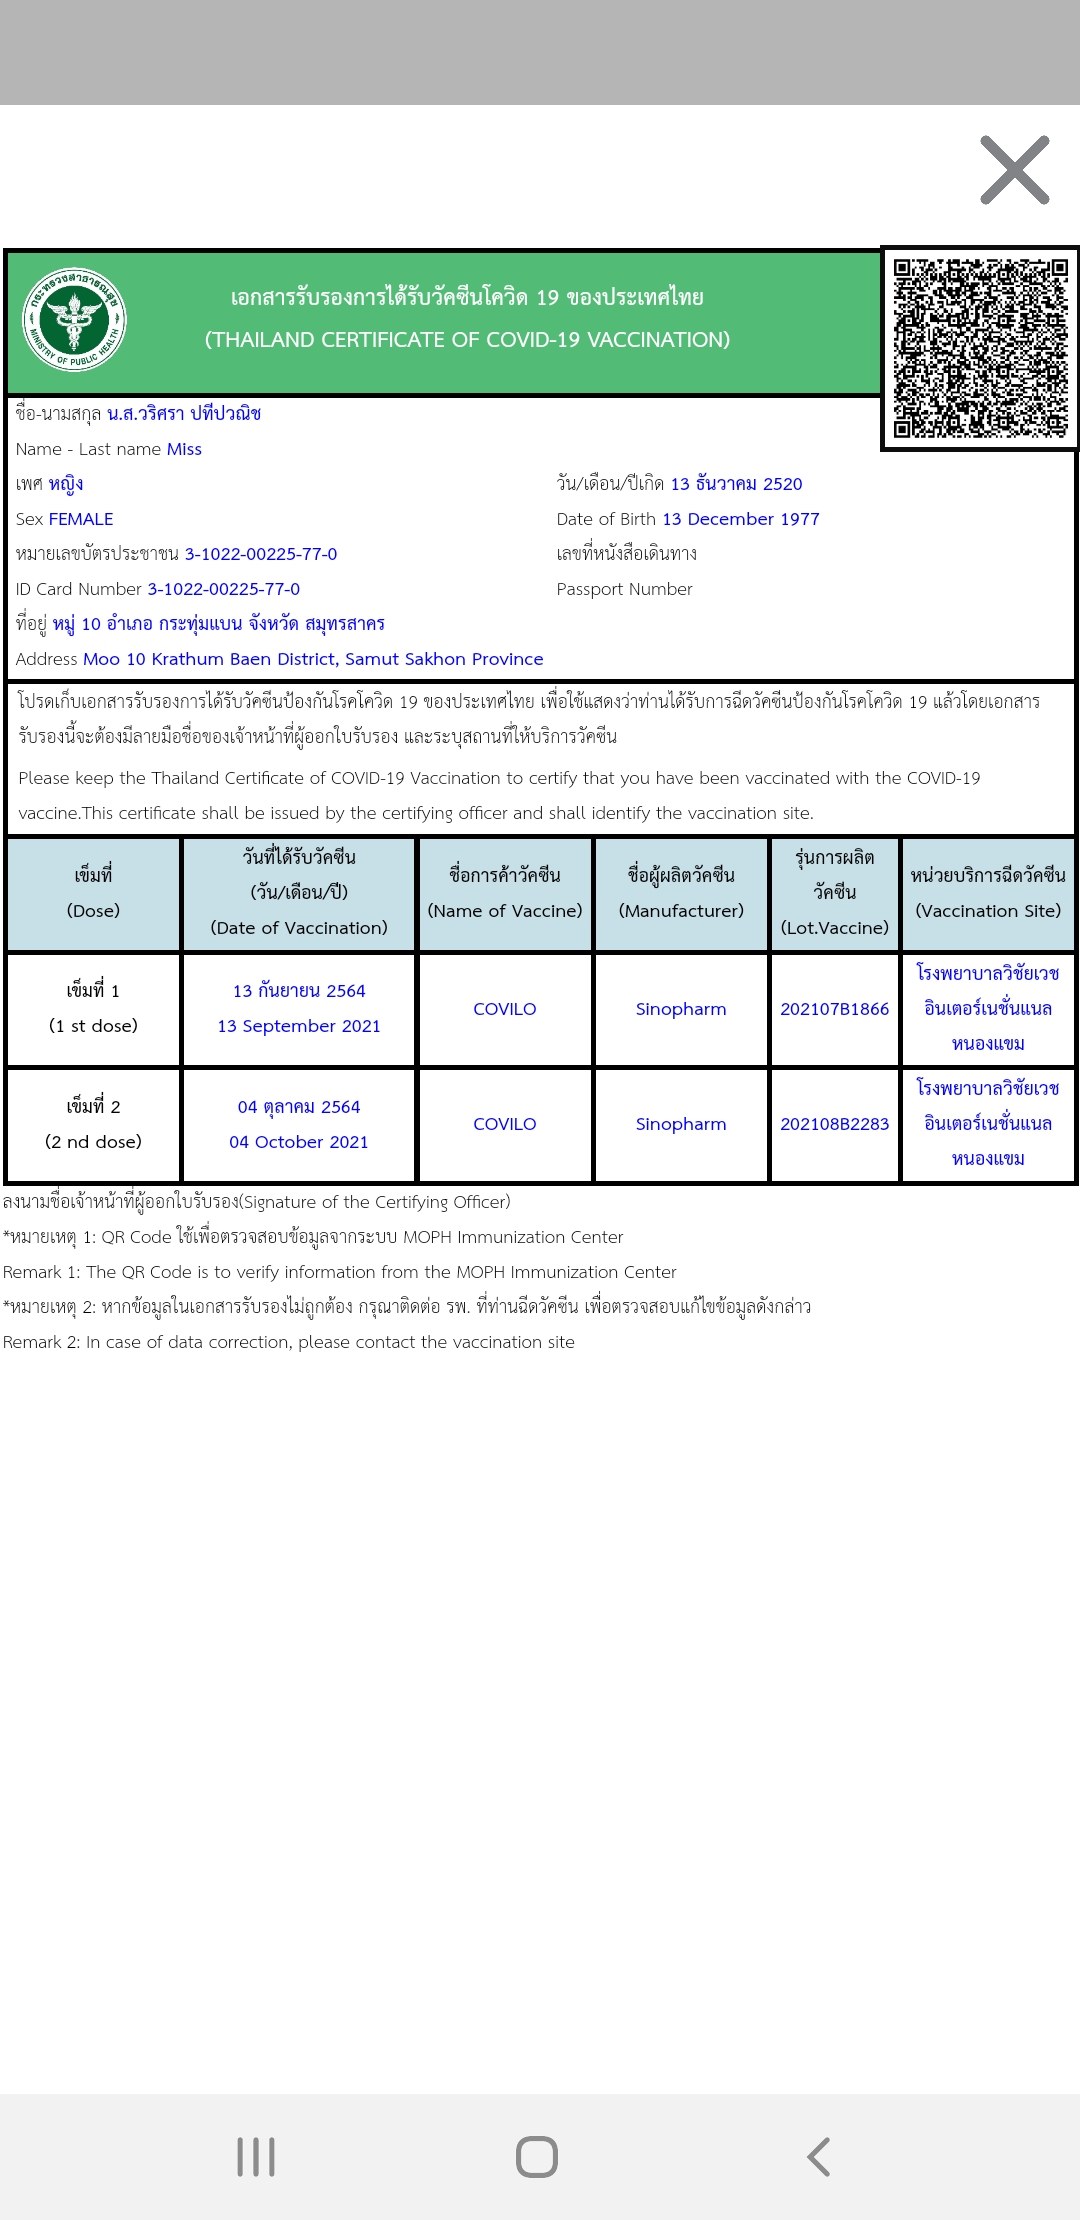 เอกสารรับรองการได้รับวัคซีนโควิด 19 ของประเทศไทย
(THAILAND CERTIFICATE OF COVID-19 VACCINATION)
กระทรวงสาธารณสุข
MINISTRY OF PUBLIC HEALTH
ชื่อ-นามสกุล น.ส.วริศรา ปทีปวณิช
Name - Last name Miss
เพศ หญิง
วัน/เดือน/ปีเกิด 13 ธันวาคม 2520
Sex FEMALE
Date of Birth 13 December 1977
หมายเลขบัตรประชาชน 3-1022-00225-77-0
เลขที่หนังสือเดินทาง
ID Card Number 3-1022-00225-77-0
Passport Number
ที่อยู่ หมู่ 10 อำเภอ กระทุ่มแบน จังหวัด สมุทรสาคร
Address Moo 10 Krathum Baen District, Samut Sakhon Province
โปรดเก็บเอกสารรับรองการได้รับวัคซีนป้องกันโรคโควิด 19 ของประเทศไทย เพื่อใช้แสดงว่าท่านได้รับการฉีดวัคซีนป้องกันโรคโควิด 19 แล้วโดยเอกสาร
รับรองนี้จะต้องมีลายมือชื่อของเจ้าหน้าที่ผู้ออกใบรับรอง และระบุสถานที่ให้บริการวัคซีน
Please keep the Thailand Certificate of COVID-19 Vaccination to certify that you have been vaccinated with the COVID-19
vaccine.This certificate shall be issued by the certifying officer and shall identify the vaccination site.
เข็มที่
(Dose)
วันที่ได้รับวัคซีน
(วัน/เดือน/ปี)
(Date of Vaccination)
ชื่อการค้าวัคซีน
(Name of Vaccine)
ชื่อผู้ผลิตวัคซีน
(Manufacturer)
รุ่นการผลิต
วัคซีน
(Lot.Vaccine)
หน่วยบริการฉีดวัคซีน
(Vaccination Site)
เข็มที่ 1
(1 st dose)
13 กันยายน 2564
13 September 2021
COVILO
Sinopharm
202107B1866
โรงพยาบาลวิชัยเวช
อินเตอร์เนชั่นแนล
หนองแขม
เข็มที่ 2
(2 nd dose)
04 ตุลาคม 2564
04 October 2021
COVILO
Sinopharm
202108B2283
โรงพยาบาลวิชัยเวช
อินเตอร์เนชั่นแนล
หนองแขม
ลงนามชื่อเจ้าหน้าที่ผู้ออกใบรับรอง(Signature of the Certifying Officer)
*หมายเหตุ 1: QR Code ใช้เพื่อตรวจสอบข้อมูลจากระบบ MOPH Immunization Center
Remark 1: The QR Code is to verify information from the MOPH Immunization Center
*หมายเหตุ 2: หากข้อมูลในเอกสารรับรองไม่ถูกต้อง กรุณาติดต่อ รพ. ที่ท่านฉีดวัคซีน เพื่อตรวจสอบแก้ไขข้อมูลดังกล่าว
Remark 2: In case of data correction, please contact the vaccination site